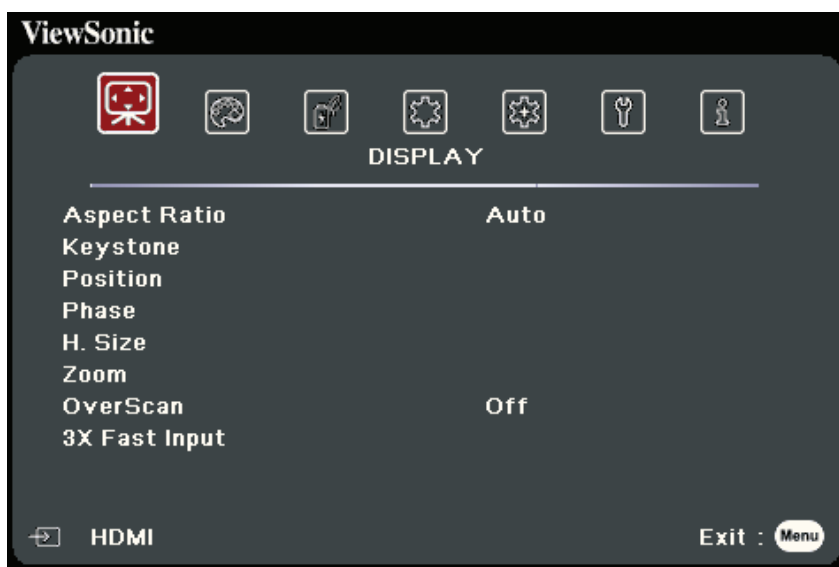 ViewSonic
DISPLAY
Aspect Ratio Auto
Keystone
Position
Phase
H. Size
Zoom
OverScan Off
3X Fast Input
HDMI Exit : Menu